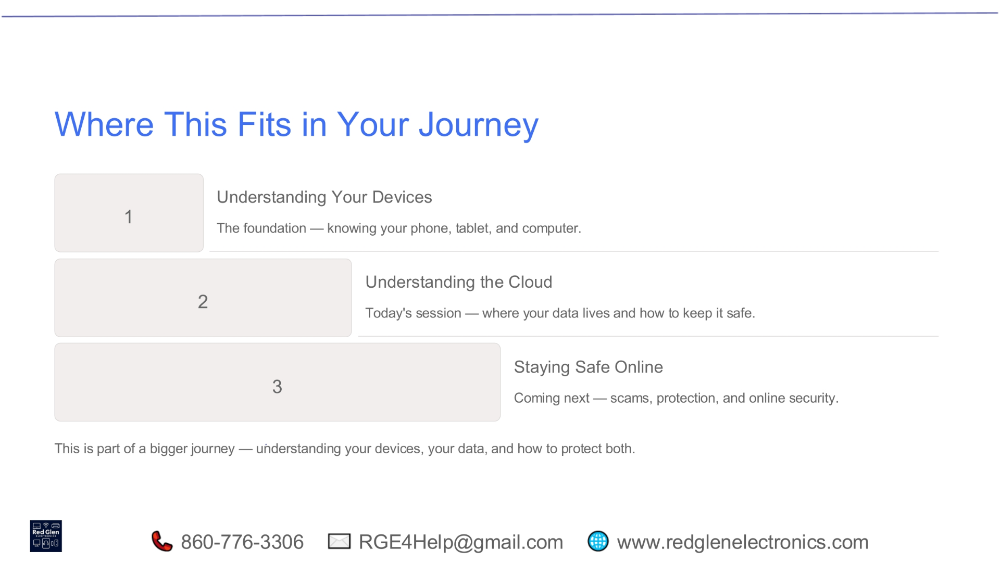 Where This Fits in Your Journey
1
Understanding Your Devices
The foundation — knowing your phone, tablet, and computer.
2
Understanding the Cloud
Today's session — where your data lives and how to keep it safe.
3
Staying Safe Online
Coming next — scams, protection, and online security.
This is part of a bigger journey — understanding your devices, your data, and how to protect both.
Red Glen
ELECTRONICS
860-776-3306
RGE4Help@gmail.com
www.redglenelectronics.com